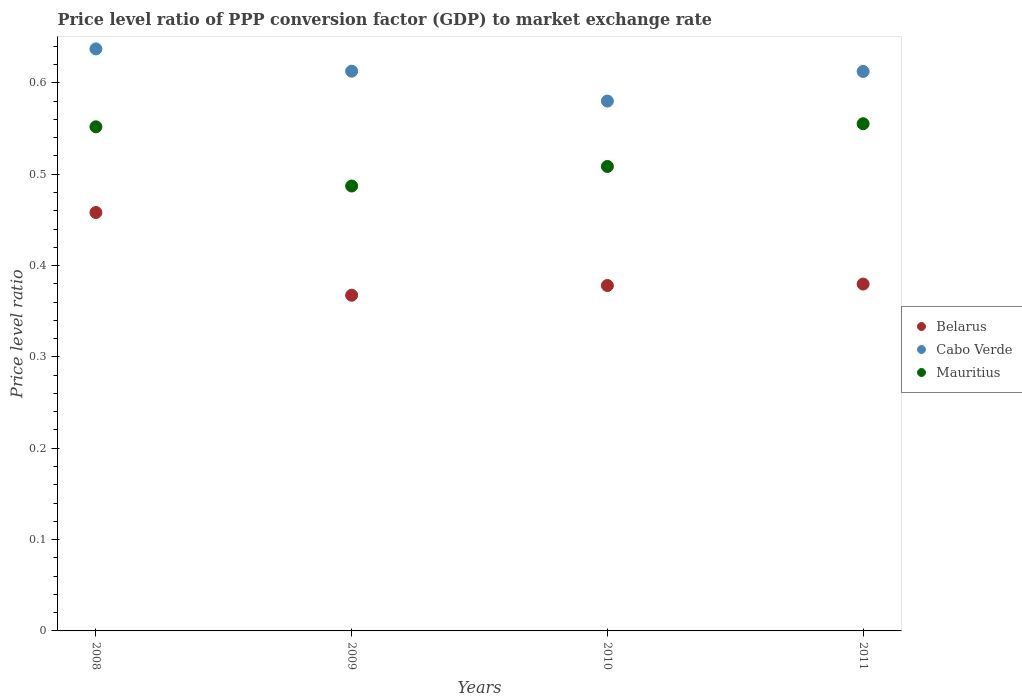 Price level ratio of PPP conversion factor (GDP) to market exchange rate
Price level ratio
0.6
0.5
0.4
0.3
0.2
0.1
0
2008
2009
2010
2011
Years
Belarus
Cabo Verde
Mauritius